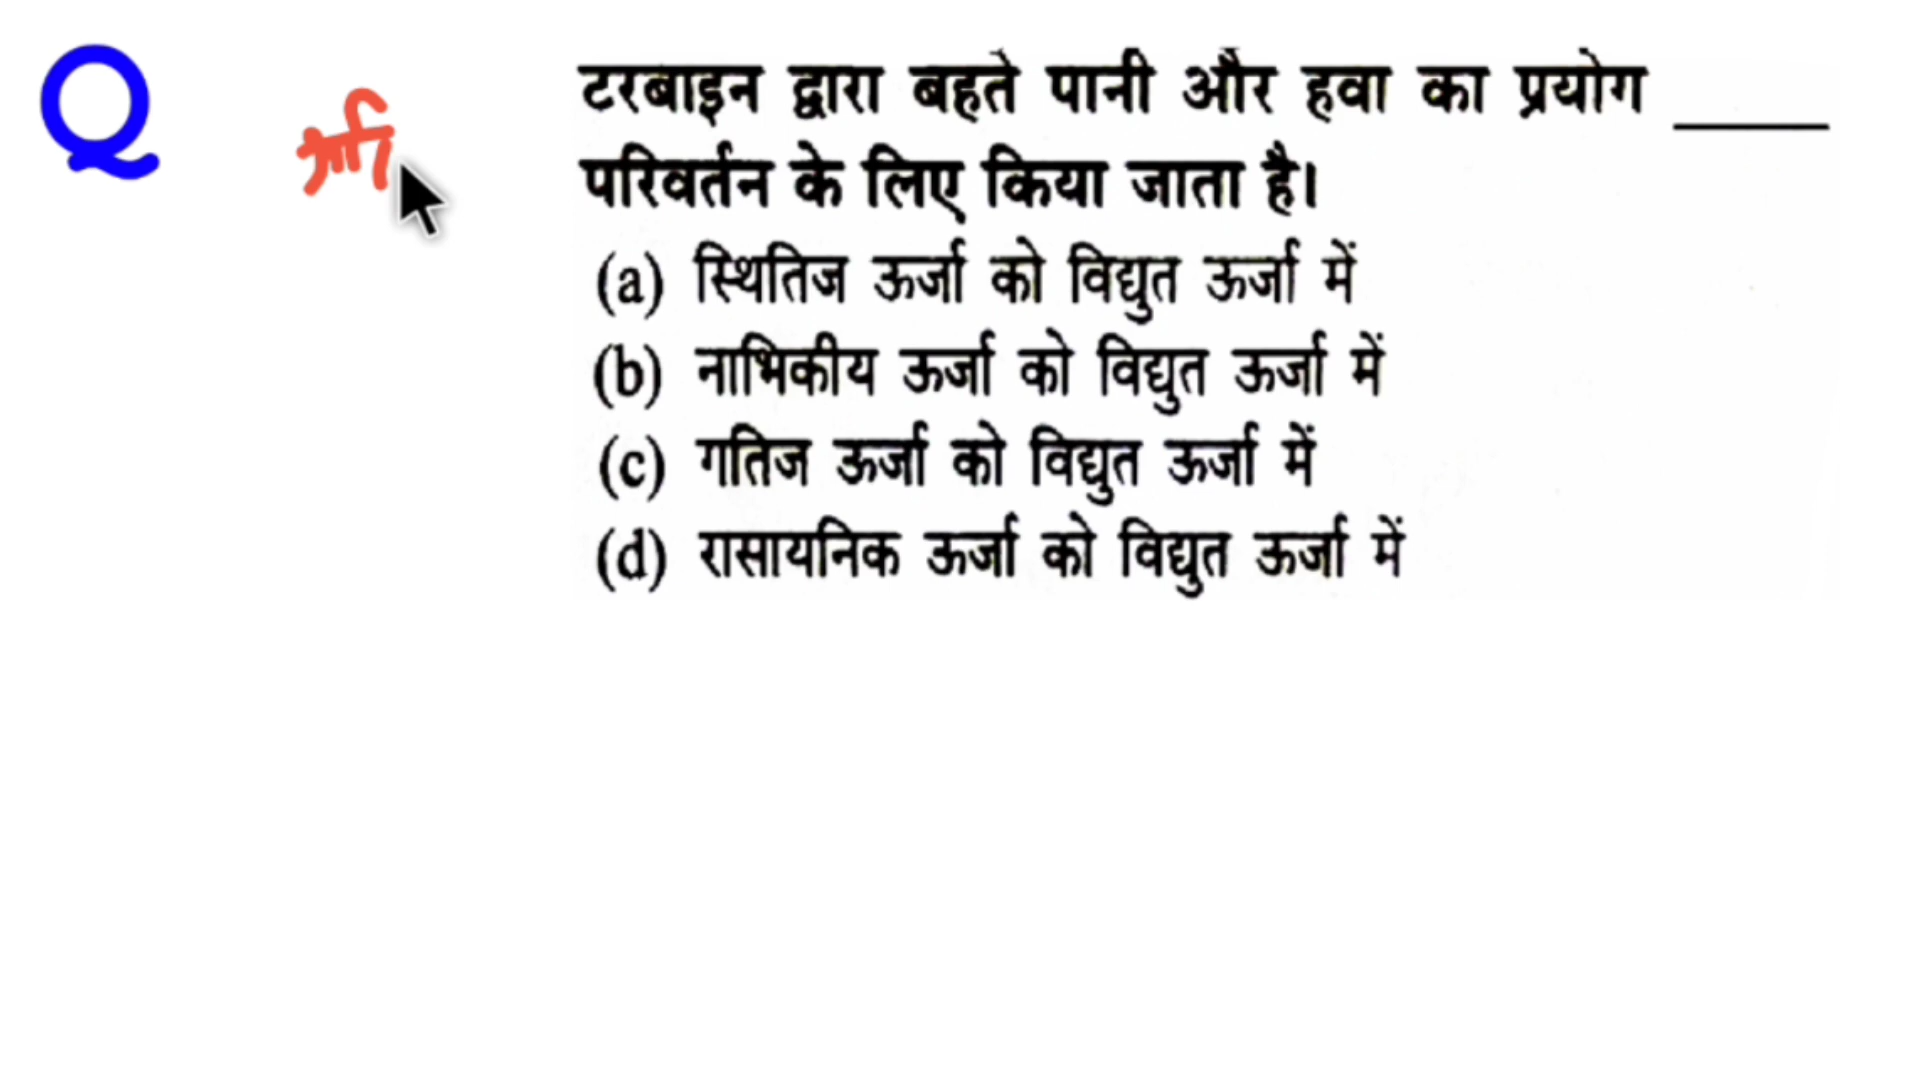 Q
टरबाइन द्वारा बहते पानी और हवा का प्रयोग _____
परिवर्तन के लिए किया जाता है।
(a) स्थितिज ऊर्जा को विद्युत ऊर्जा में
(b) नाभिकीय ऊर्जा को विद्युत ऊर्जा में
(c) गतिज ऊर्जा को विद्युत ऊर्जा में
(d) रासायनिक ऊर्जा को विद्युत ऊर्जा में